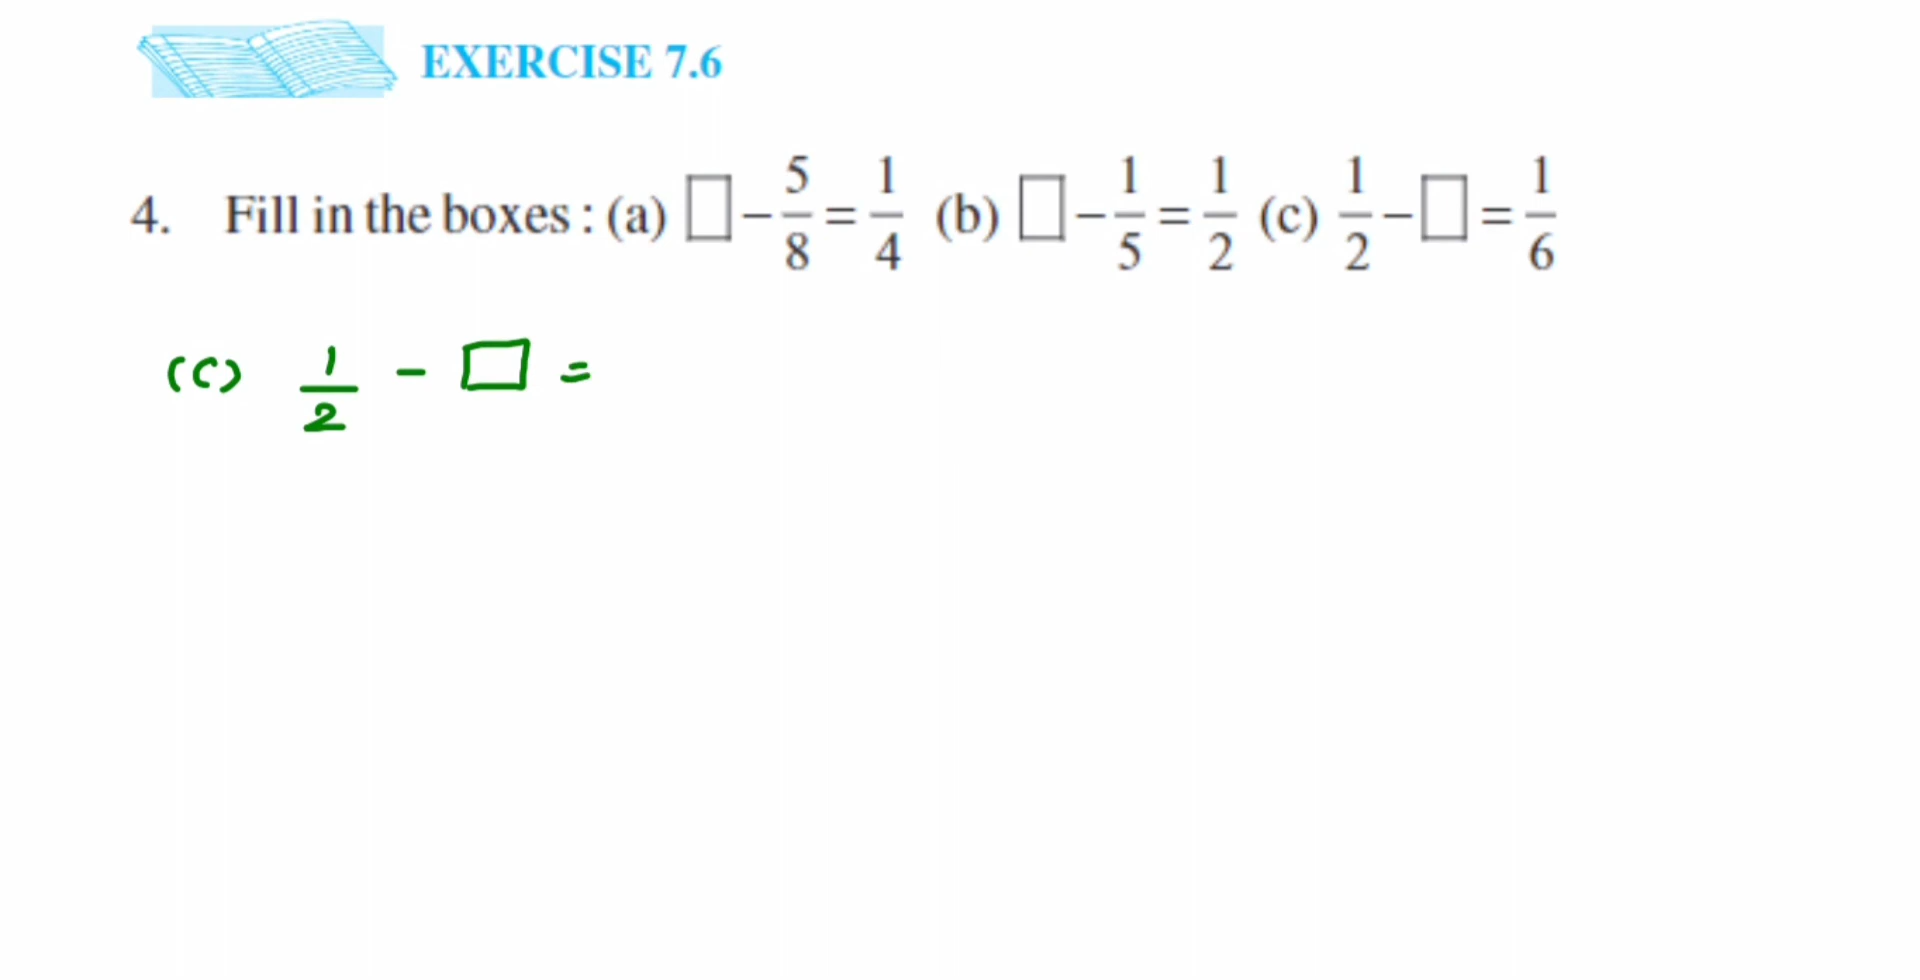 EXERCISE 7.6
4. Fill in the boxes : (a) □ − 5/8 = 1/4 (b) □ − 1/5 = 1/2 (c) 1/2 − □ = 1/6
(c) 1/2 − □ =